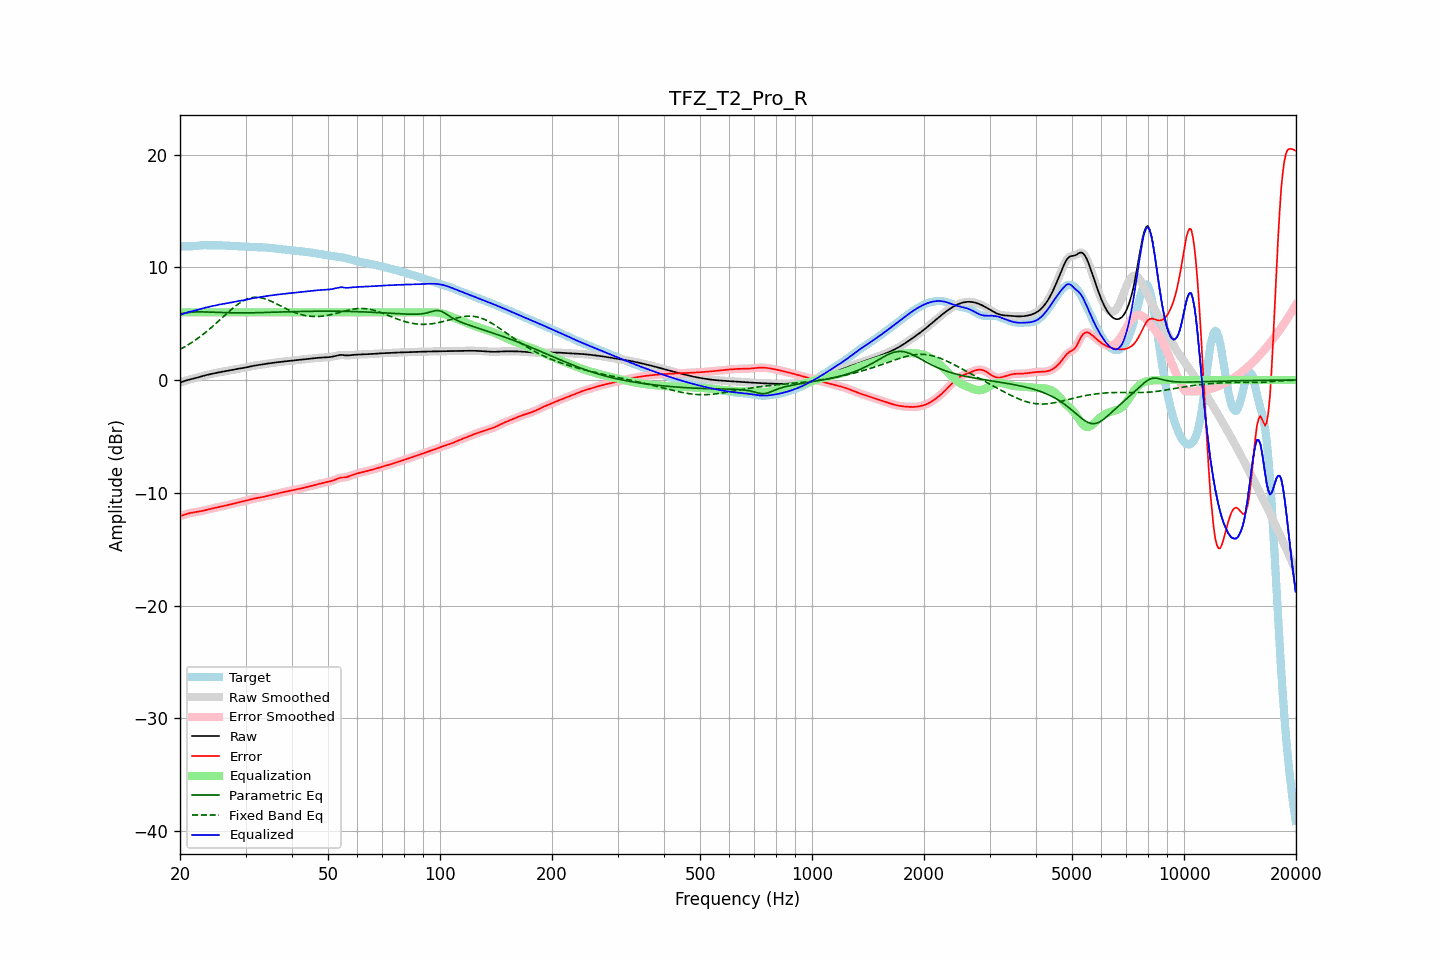 TFZ_T2_Pro_R
Amplitude (dBr)
20
10
0
−10
−20
−30
−40
Target
Raw Smoothed
Error Smoothed
Raw
Error
Equalization
Parametric Eq
Fixed Band Eq
Equalized
20 50 100 200 500 1000 2000 5000 10000 20000
Frequency (Hz)